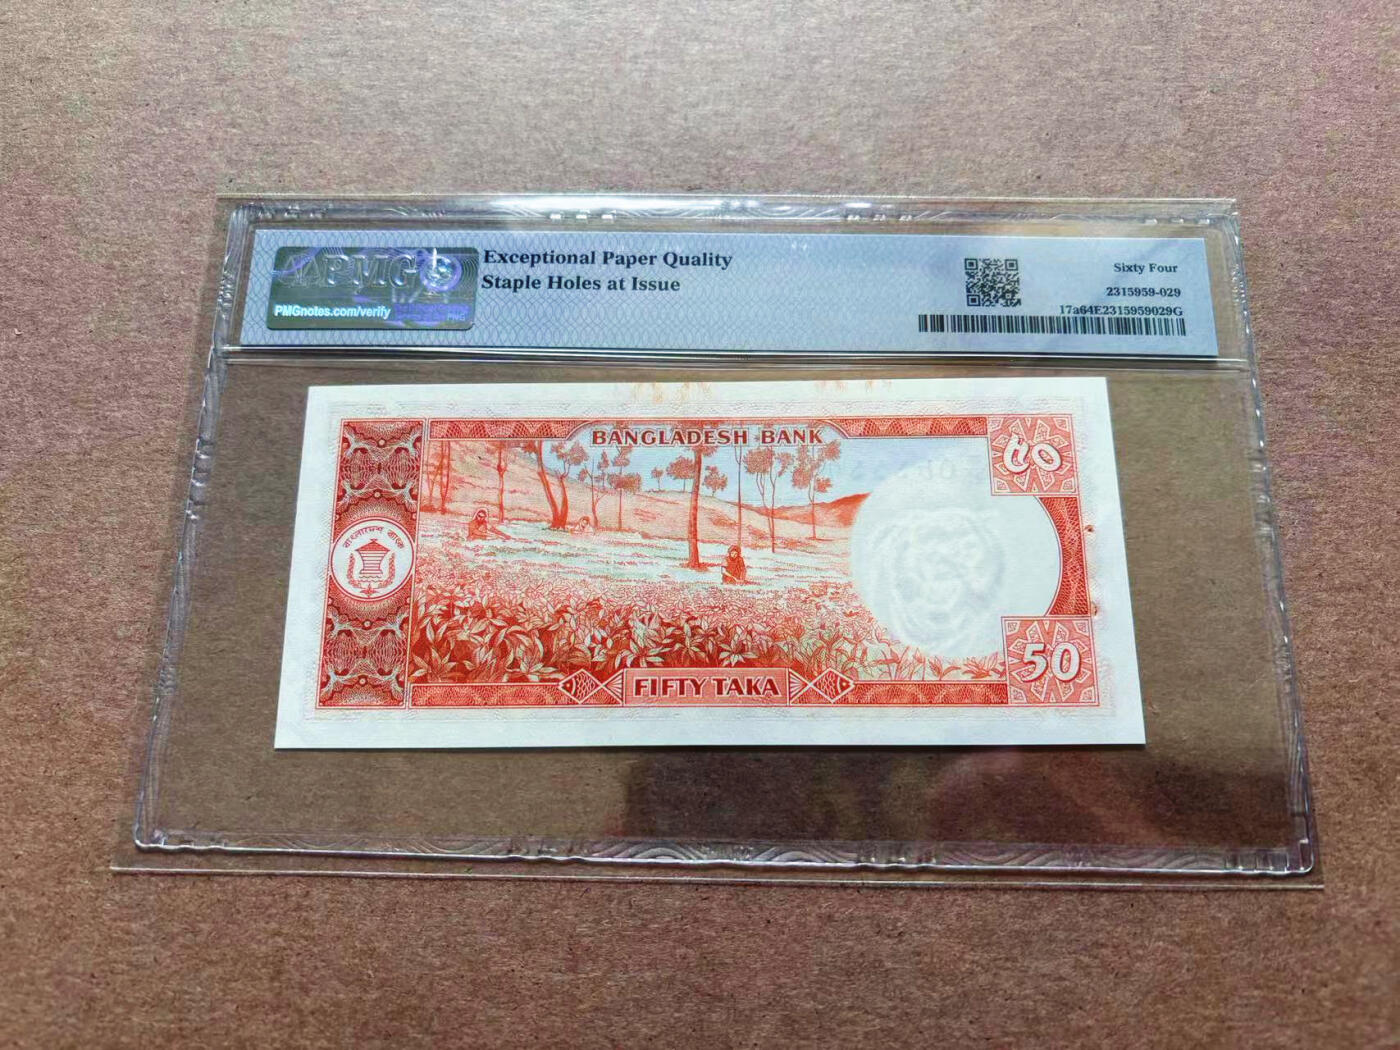 PMG
PMGnotes.com/verify
Exceptional Paper Quality
Staple Holes at Issue
Sixty Four
2315959-029
17a64E2315959029G
BANGLADESH BANK
৫০
বাংলাদেশ ব্যাংক
50
FIFTY TAKA